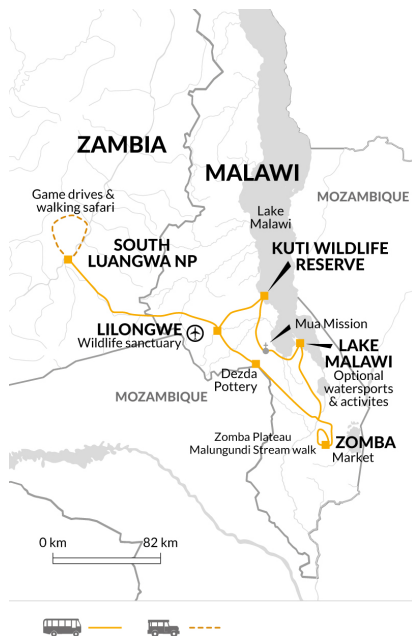 ZAMBIA
MALAWI
MOZAMBIQUE
Game drives &
walking safari
Lake
Malawi
SOUTH
LUANGWA NP
KUTI WILDLIFE
RESERVE
LILONGWE
Wildlife sanctuary
Mua Mission
LAKE
MALAWI
Optional
watersports
& activites
Dezda
Pottery
MOZAMBIQUE
Zomba Plateau
Malungundi Stream walk
ZOMBA
Market
0 km
82 km